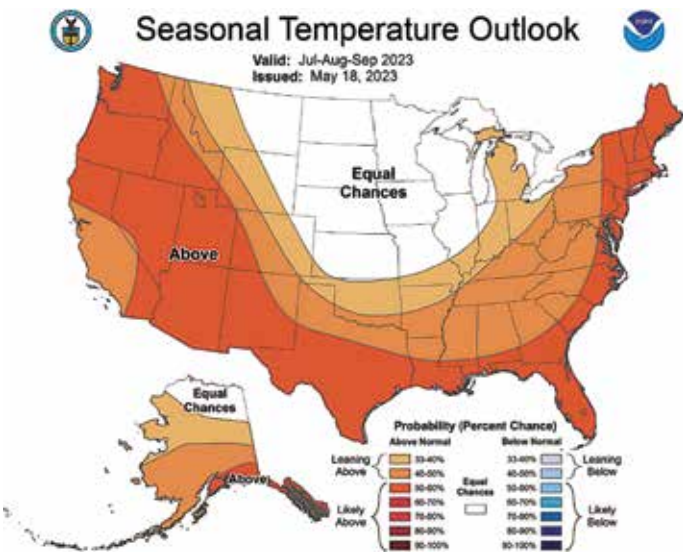 Seasonal Temperature Outlook
Valid: Jul-Aug-Sep 2023
Issued: May 18, 2023
Equal
Chances
Above
Equal
Chances
Above
Probability (Percent Chance)
Above Normal
Below Normal
Leaning
Above
33-40%
40-50%
Likely
Above
50-60%
60-70%
70-80%
80-90%
90-100%
Equal
Chances
33-40%
40-50%
Leaning
Below
50-60%
60-70%
70-80%
80-90%
90-100%
Likely
Below